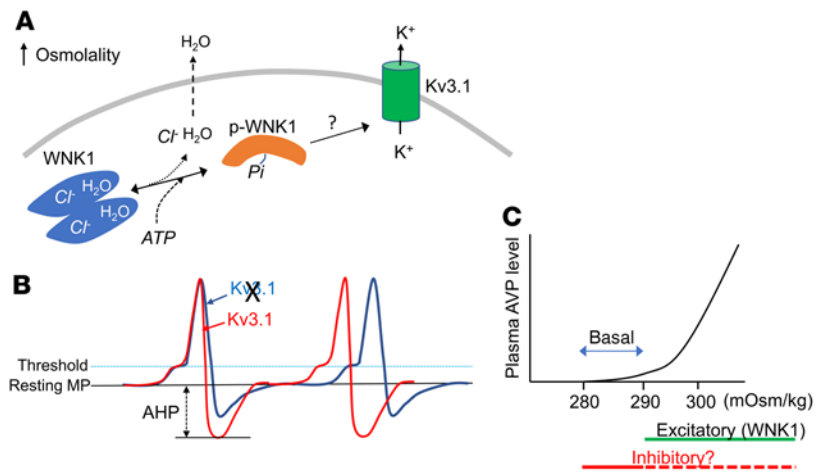 A
↑ Osmolality
H₂O
K⁺
Kv3.1
Cl⁻ H₂O
p-WNK1
?
K⁺
WNK1
Pi
Cl⁻ H₂O
Cl⁻ H₂O
ATP
B
Kv3.1
Kv3.1
Threshold
Resting MP
AHP
C
Plasma AVP level
Basal
280 290 300 (mOsm/kg)
Excitatory (WNK1)
Inhibitory?